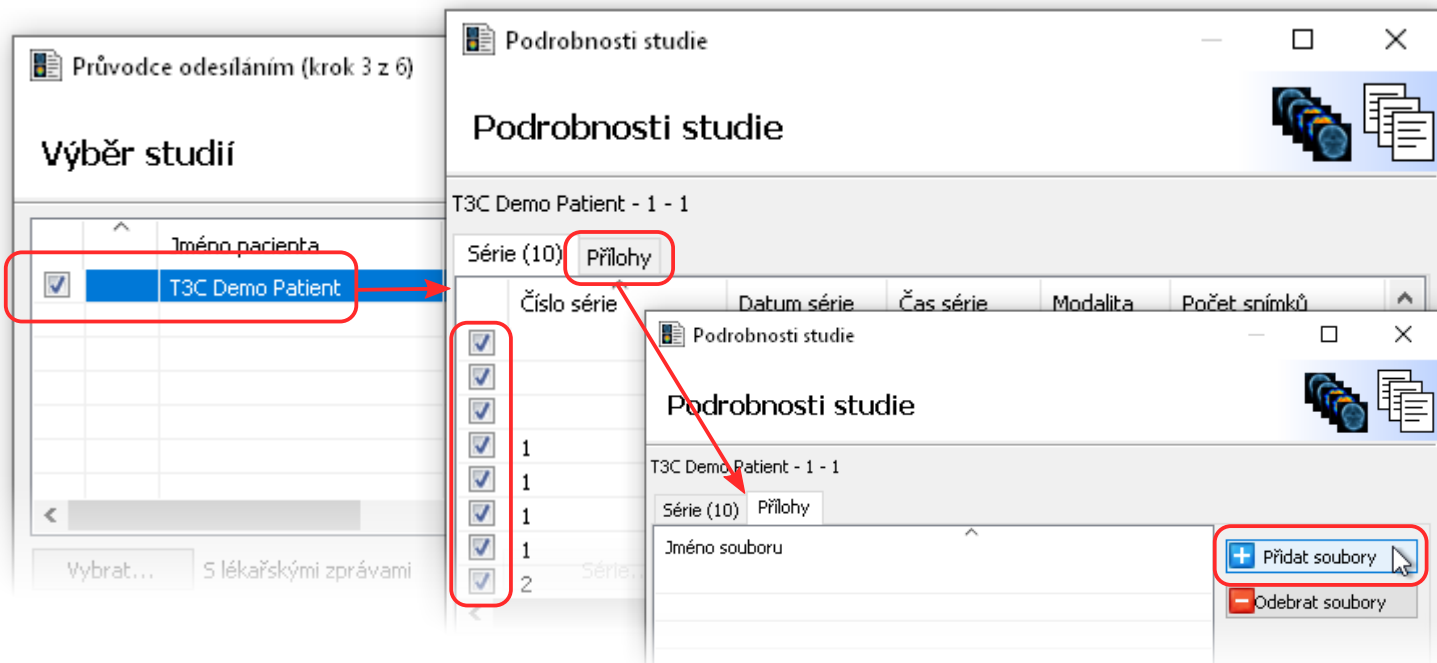 Průvodce odesíláním (krok 3 z 6)
Výběr studií
Jméno pacienta
T3C Demo Patient
Vybrat...
S lékařskými zprávami
Podrobnosti studie
Podrobnosti studie
T3C Demo Patient - 1 - 1
Série (10)
Přílohy
Číslo série
Datum série
Čas série
Modalita
Počet snímků
1
1
1
1
2
Série...
Podrobnosti studie
Podrobnosti studie
T3C Demo Patient - 1 - 1
Série (10)
Přílohy
Jméno souboru
Přidat soubory
Odebrat soubory